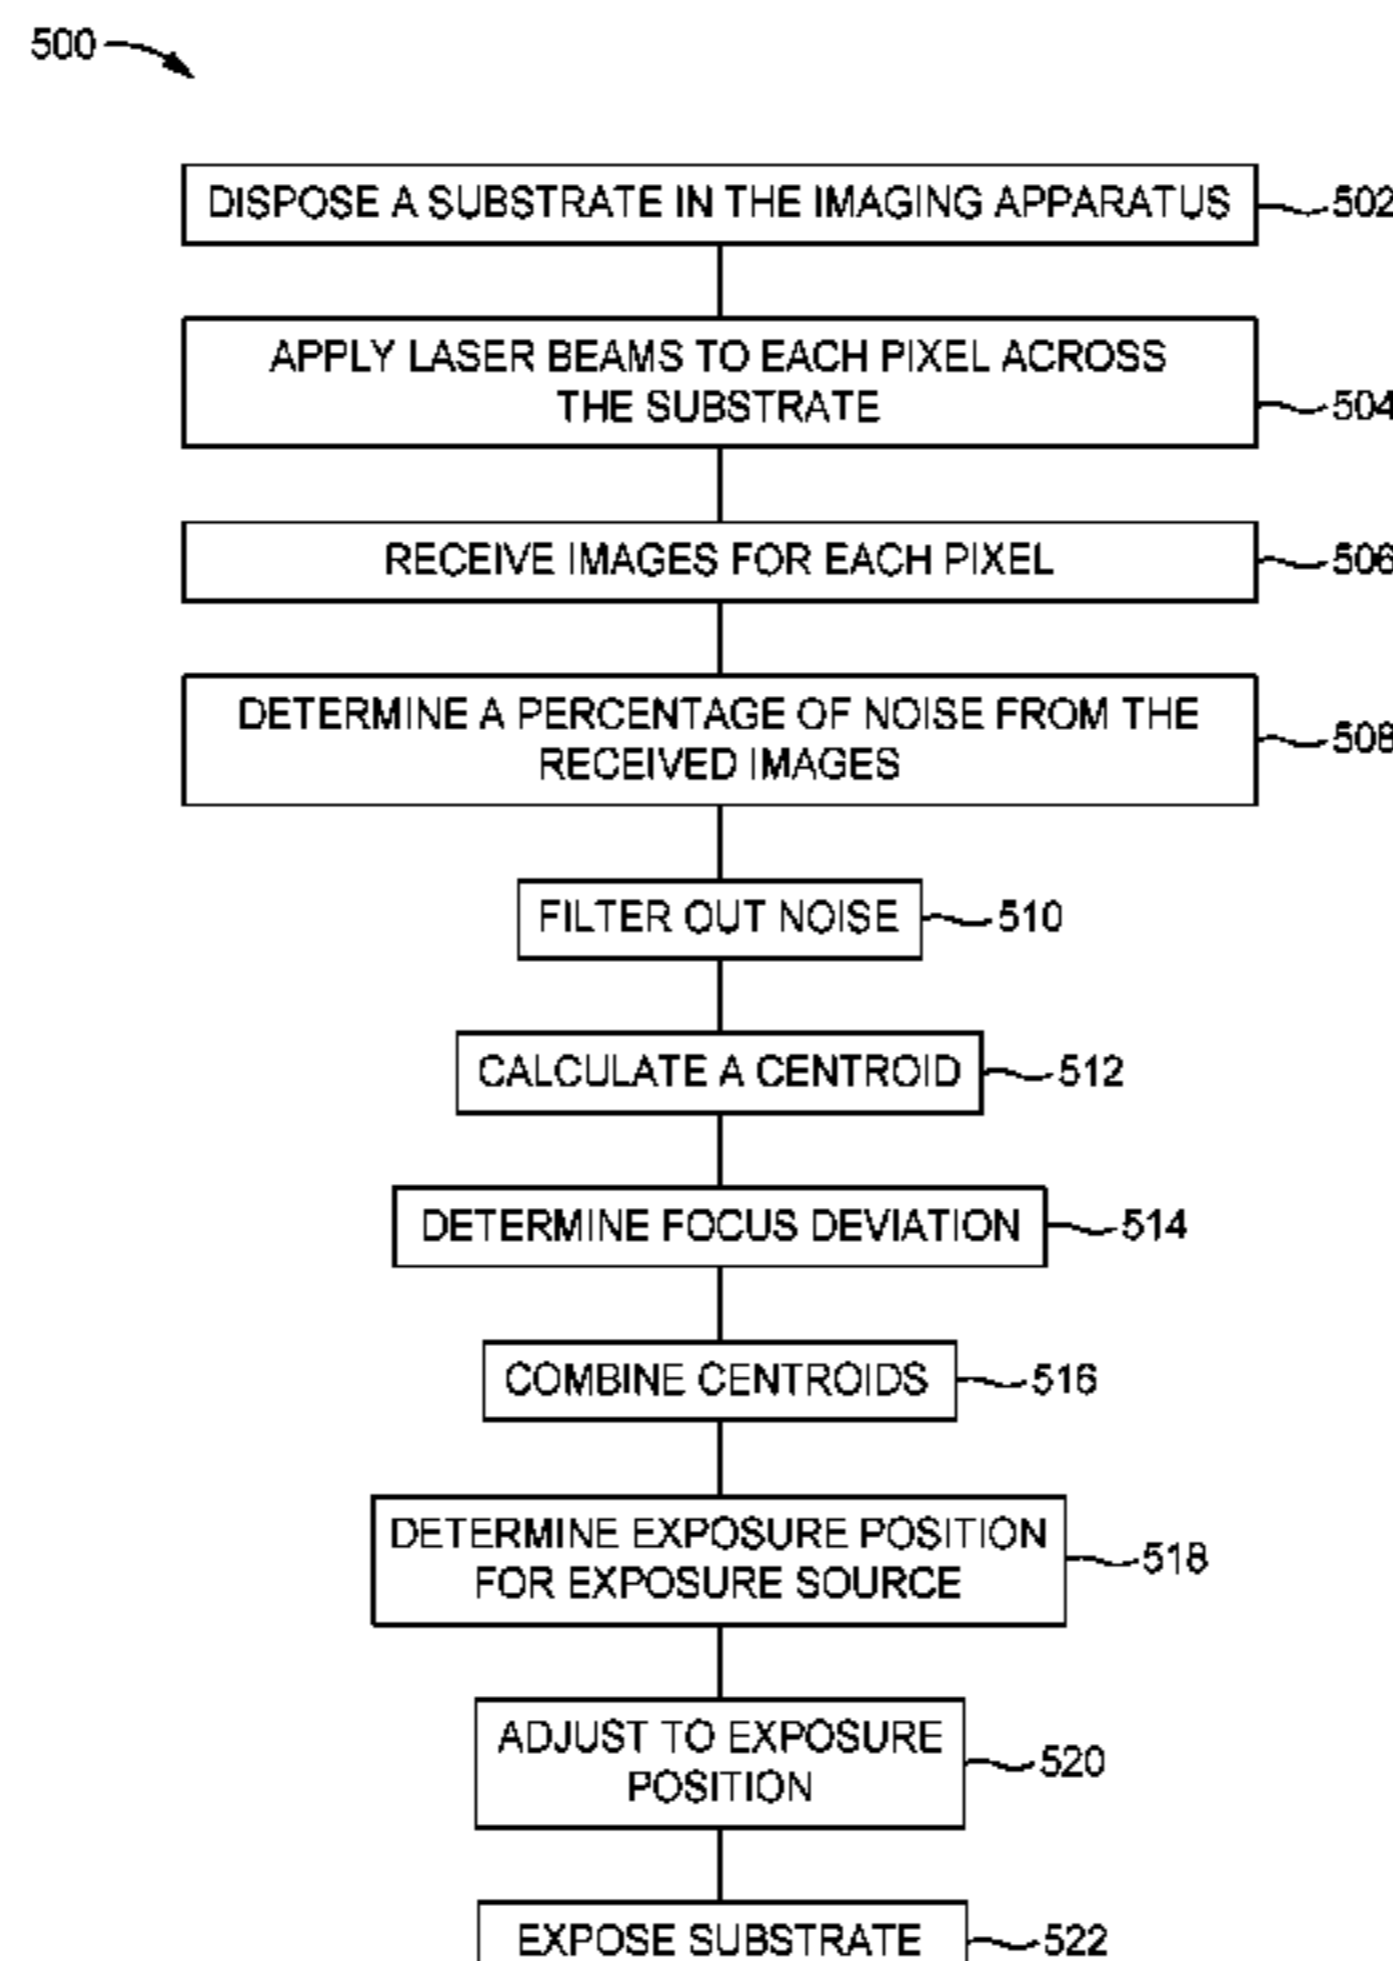 500
DISPOSE A SUBSTRATE IN THE IMAGING APPARATUS
502
APPLY LASER BEAMS TO EACH PIXEL ACROSS
THE SUBSTRATE
504
RECEIVE IMAGES FOR EACH PIXEL
506
DETERMINE A PERCENTAGE OF NOISE FROM THE
RECEIVED IMAGES
508
FILTER OUT NOISE
510
CALCULATE A CENTROID
512
DETERMINE FOCUS DEVIATION
514
COMBINE CENTROIDS
516
DETERMINE EXPOSURE POSITION
FOR EXPOSURE SOURCE
518
ADJUST TO EXPOSURE
POSITION
520
EXPOSE SUBSTRATE
522